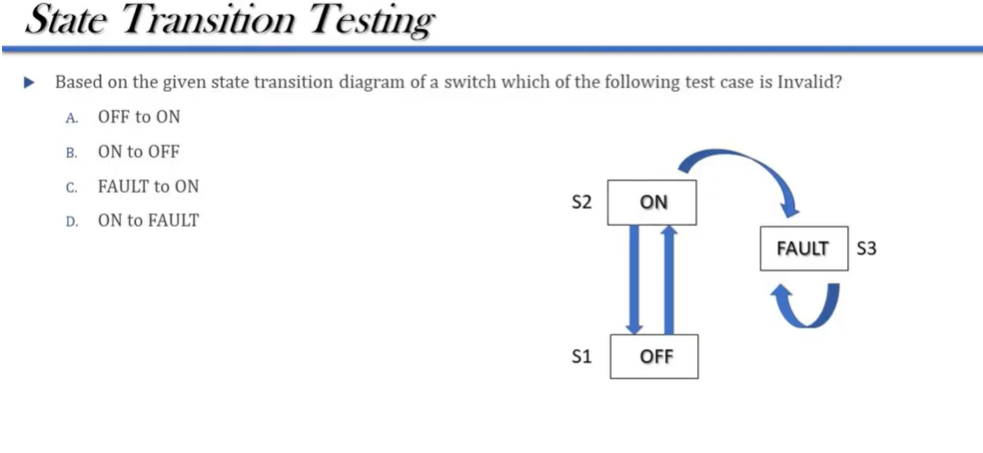 State Transition Testing
Based on the given state transition diagram of a switch which of the following test case is Invalid?
A. OFF to ON
B. ON to OFF
C. FAULT to ON
D. ON to FAULT
S2 ON
FAULT S3
S1 OFF